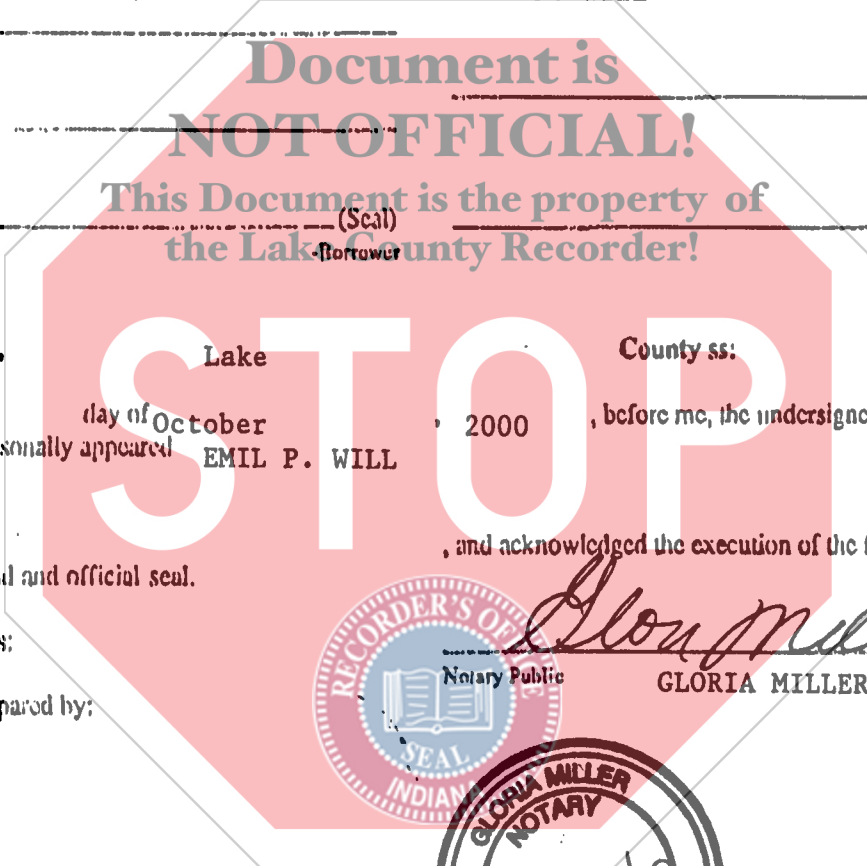 Document is
NOT OFFICIAL!
This Document is the property of
the Lake County Recorder!
(Seal)
-Borrower
STOP
Lake County ss:
day of October , 2000 , before me, the undersigne
sonally appeared EMIL P. WILL
, and acknowledged the execution of the f
d and official seal.
s:
Gloria Mil
Notary Public GLORIA MILLER
pared by:
RECORDER'S OFFICE
SEAL
INDIANA
GLORIA MILLER
NOTARY